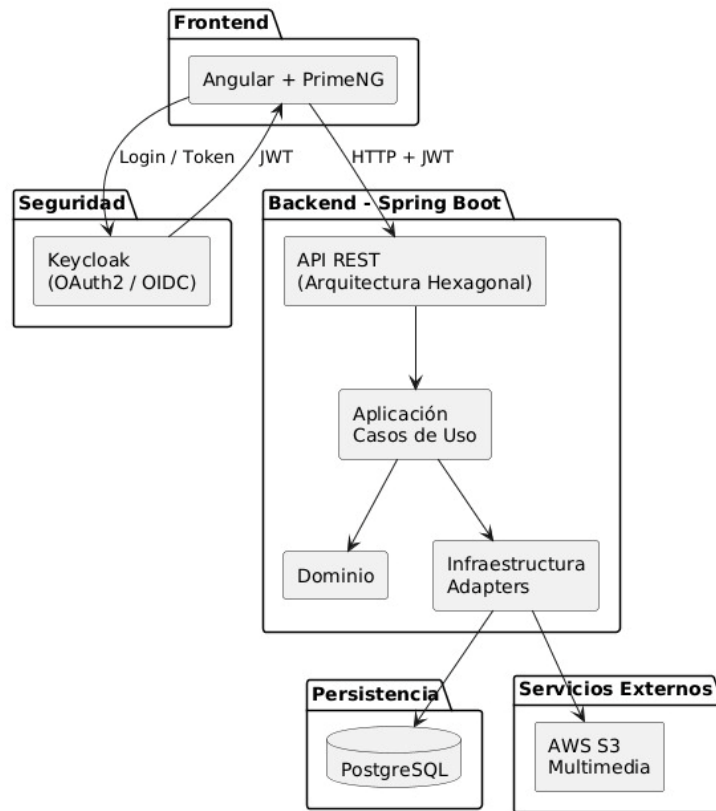 Frontend
Angular + PrimeNG
Login / Token
JWT
HTTP + JWT
Seguridad
Keycloak
(OAuth2 / OIDC)
Backend - Spring Boot
API REST
(Arquitectura Hexagonal)
Aplicación
Casos de Uso
Dominio
Infraestructura
Adapters
Persistencia
PostgreSQL
Servicios Externos
AWS S3
Multimedia